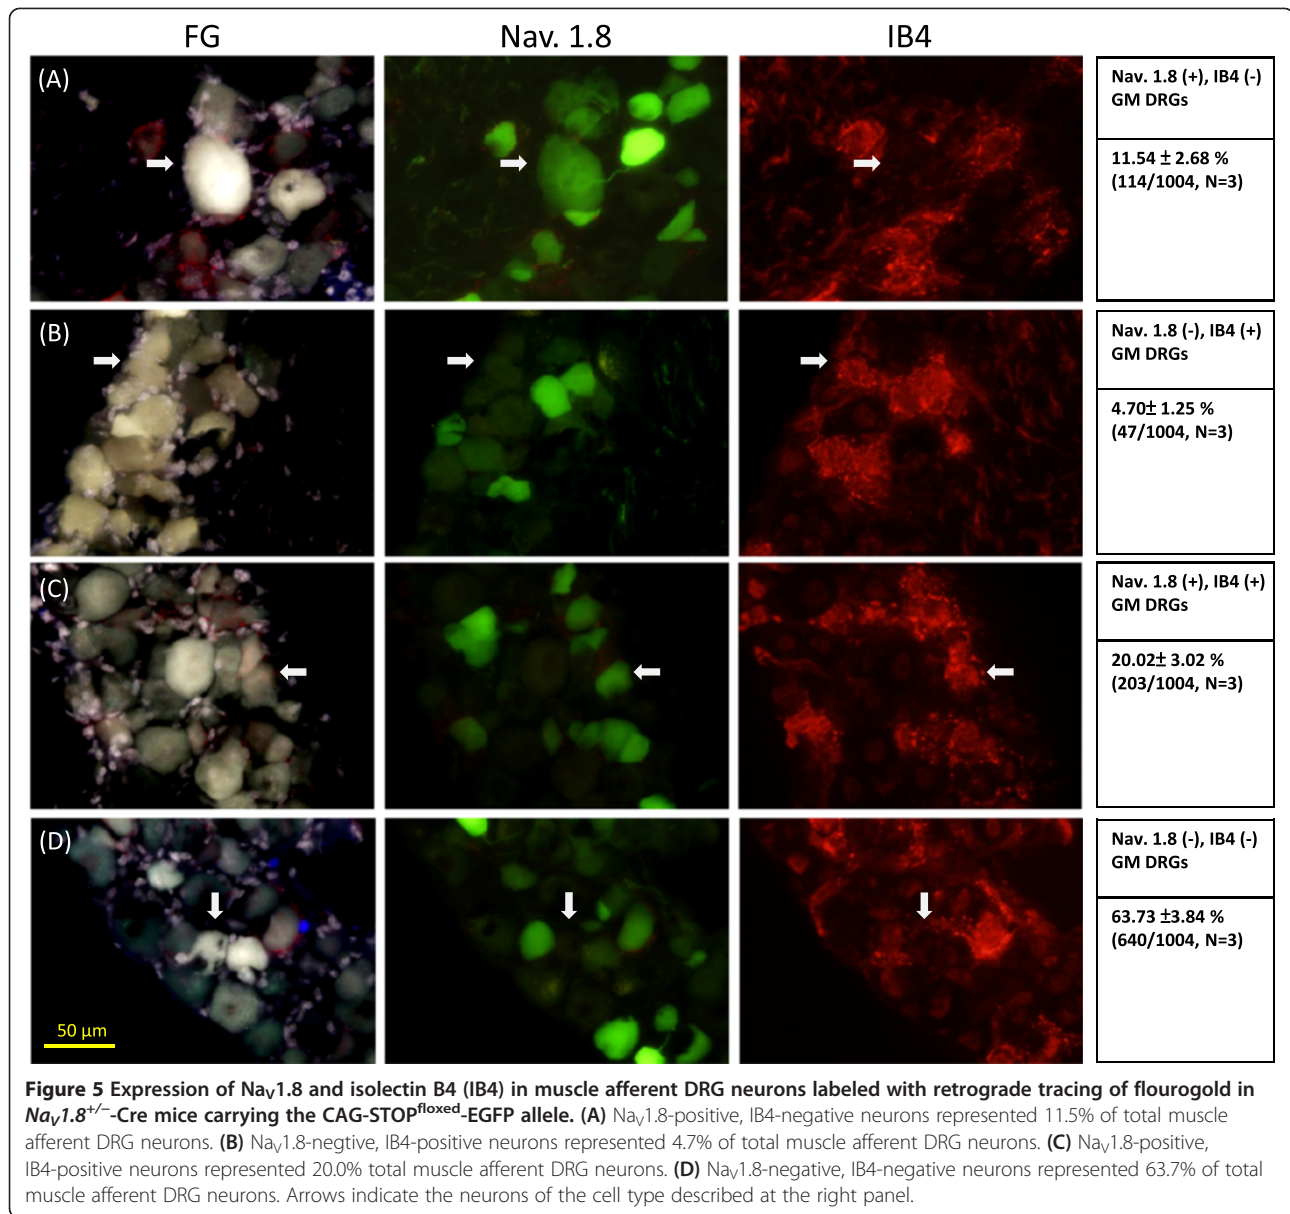 FG
Nav. 1.8
IB4
(A)
Nav. 1.8 (+), IB4 (-)
GM DRGs
11.54 ± 2.68 %
(114/1004, N=3)
(B)
Nav. 1.8 (-), IB4 (+)
GM DRGs
4.70± 1.25 %
(47/1004, N=3)
(C)
Nav. 1.8 (+), IB4 (+)
GM DRGs
20.02± 3.02 %
(203/1004, N=3)
(D)
Nav. 1.8 (-), IB4 (-)
GM DRGs
63.73 ±3.84 %
(640/1004, N=3)
50 µm
Figure 5 Expression of NaV1.8 and isolectin B4 (IB4) in muscle afferent DRG neurons labeled with retrograde tracing of flourogold in
NaV1.8+/−-Cre mice carrying the CAG-STOPfloxed-EGFP allele. (A) NaV1.8-positive, IB4-negative neurons represented 11.5% of total muscle
afferent DRG neurons. (B) NaV1.8-negtive, IB4-positive neurons represented 4.7% of total muscle afferent DRG neurons. (C) NaV1.8-positive,
IB4-positive neurons represented 20.0% total muscle afferent DRG neurons. (D) NaV1.8-negative, IB4-negative neurons represented 63.7% of total
muscle afferent DRG neurons. Arrows indicate the neurons of the cell type described at the right panel.